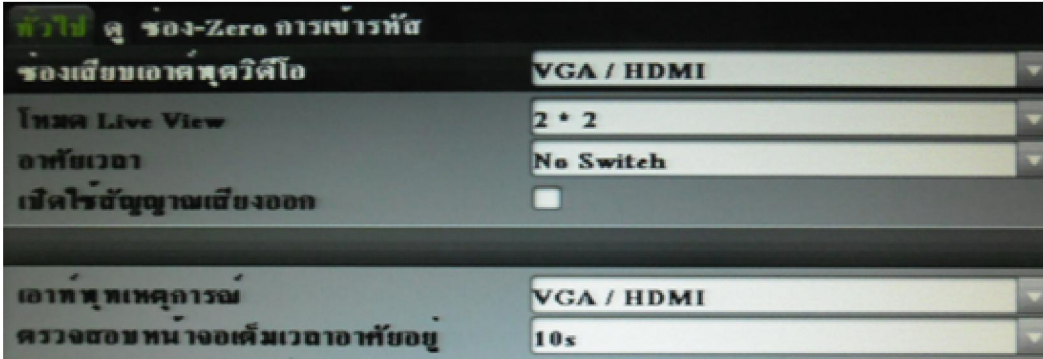 ทั่วไป ดู ช่อง-Zero การเข้ารหัส
ช่องเสียบเอาต์พุตวิดีโอ VGA / HDMI
โหมด Live View 2 * 2
อาศัยเวลา No Switch
เปิดใช้สัญญาณเสียงออก
เอาท์พุทเหตุการณ์ VGA / HDMI
ตรวจสอบหน้าจอเต็มเวลาอาศัยอยู่ 10s